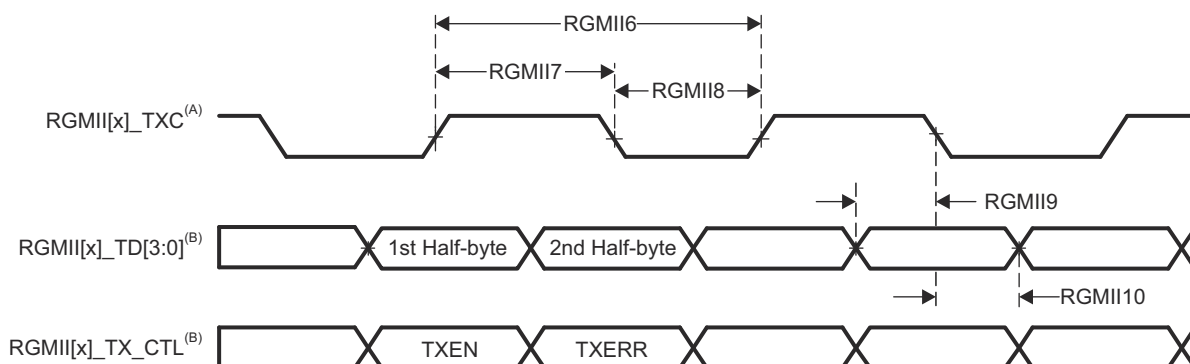 RGMII6
RGMII7
RGMII8
RGMII[x]_TXC(A)
RGMII9
RGMII[x]_TD[3:0](B)
1st Half-byte
2nd Half-byte
RGMII10
RGMII[x]_TX_CTL(B)
TXEN
TXERR